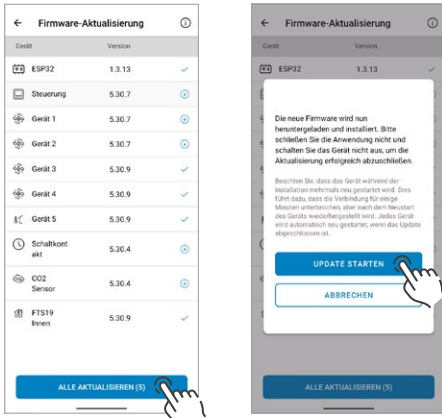 Firmware-Aktualisierung
Gerät Version
ESP32 1.3.13
Steuerung 5.30.7
Gerät 1 5.30.7
Gerät 2 5.30.7
Gerät 3 5.30.9
Gerät 4 5.30.9
Gerät 5 5.30.9
Schaltkont
akt 5.30.4
CO2
Sensor 5.30.4
FTS19
Innen 5.30.9
ALLE AKTUALISIEREN (5)
Firmware-Aktualisierung
Gerät Version
ESP32 1.3.13
Die neue Firmware wird nun
heruntergeladen und installiert. Bitte
schließen Sie die Anwendung nicht und
schalten Sie das Gerät nicht aus, um die
Aktualisierung erfolgreich abzuschließen.
Beachten Sie, dass das Gerät während der
Installation mehrmals neu gestartet wird. Dies
führt dazu, dass die Verbindung für einige
Minuten unterbrochen, aber nach dem Neustart
des Geräts wiederhergestellt wird. Jedes Gerät
wird automatisch neu gestartet, wenn das Update
abgeschlossen ist.
UPDATE STARTEN
ABBRECHEN
Innen
ALLE AKTUALISIEREN (5)